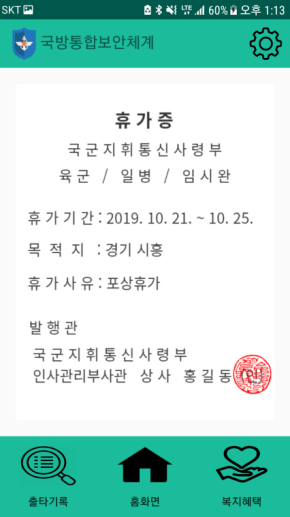 SKT 60% 오후 1:13
국방통합보안체계
휴가증
국군지휘통신사령부
육군 / 일병 / 임시완
휴가기간 : 2019. 10. 21. ~ 10. 25.
목적지 : 경기 시흥
휴가사유 : 포상휴가
발행관
국군지휘통신사령부
인사관리부사관 상사 홍길동
출타기록 홈화면 복지혜택